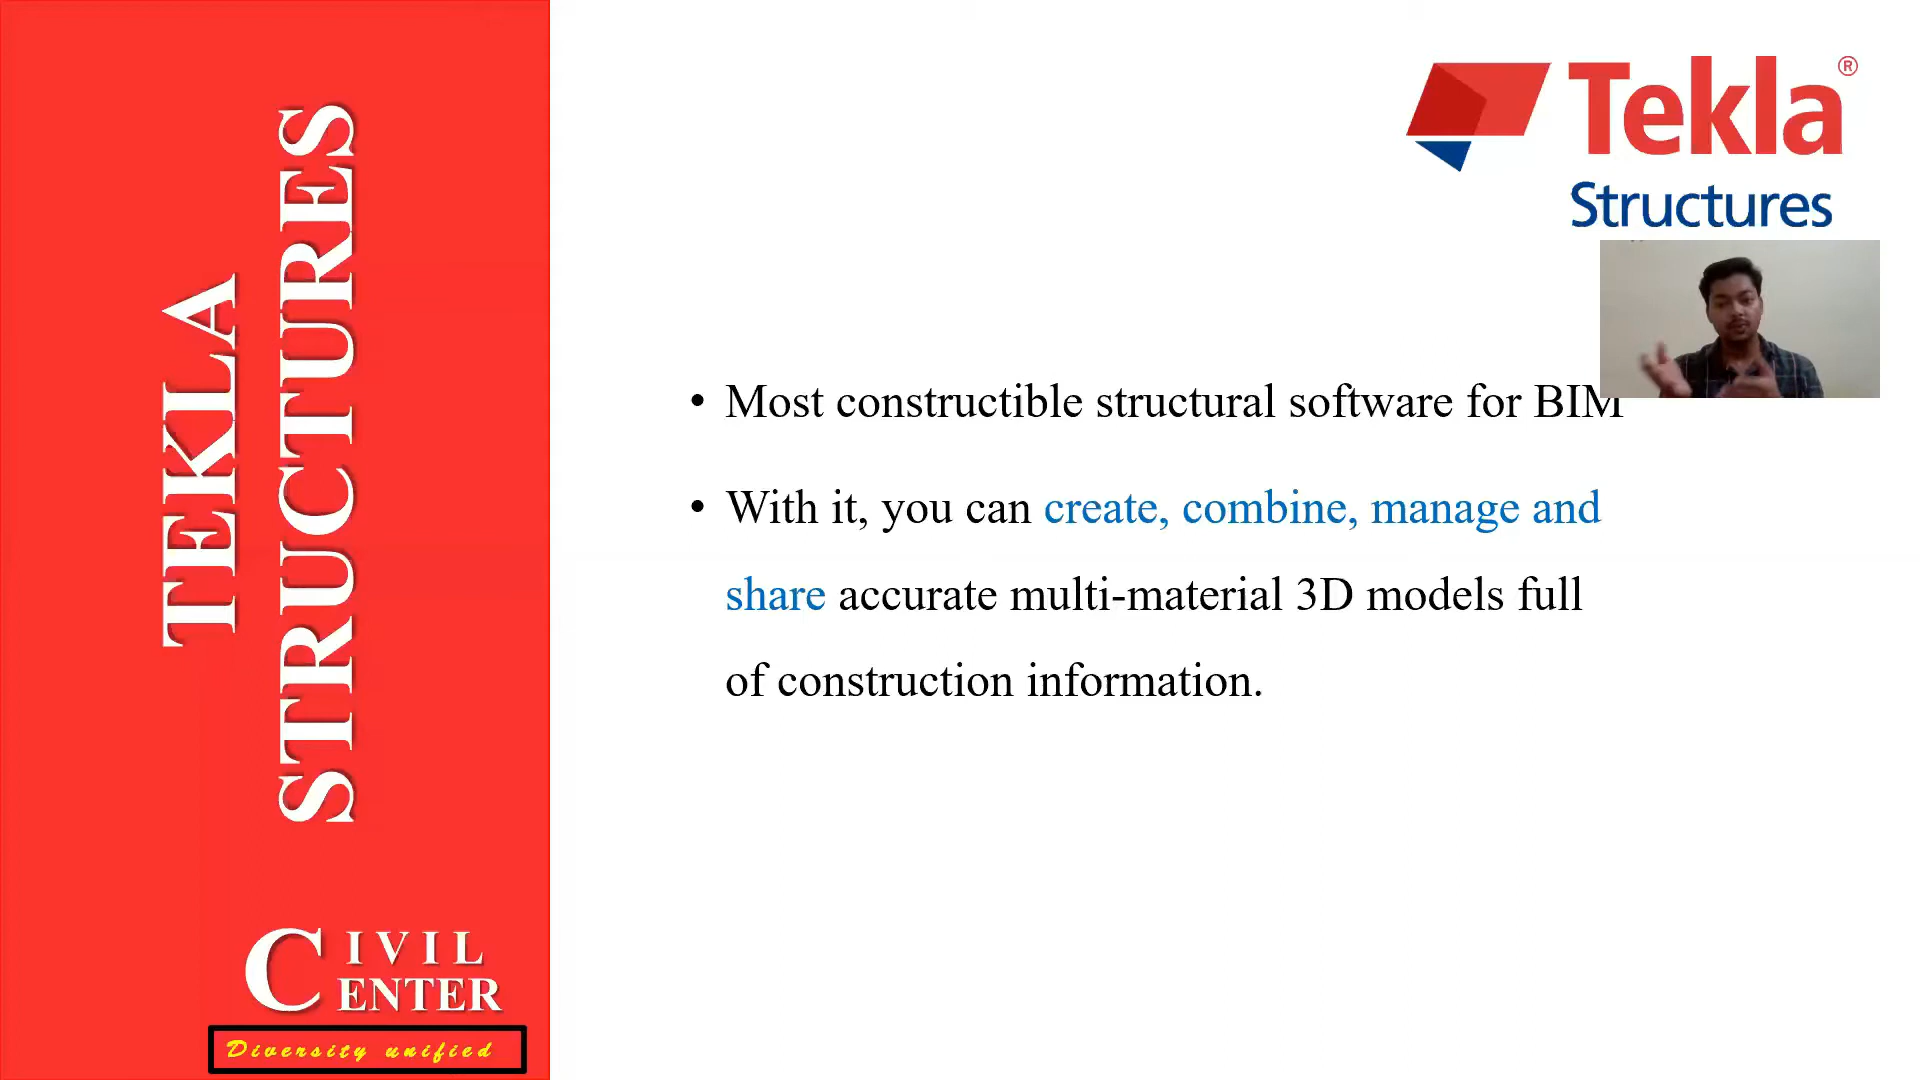 TEKLA
STRUCTURES
CIVIL
CENTER
Diversity unified
Tekla®
Structures
• Most constructible structural software for BIM
• With it, you can create, combine, manage and
share accurate multi-material 3D models full
of construction information.